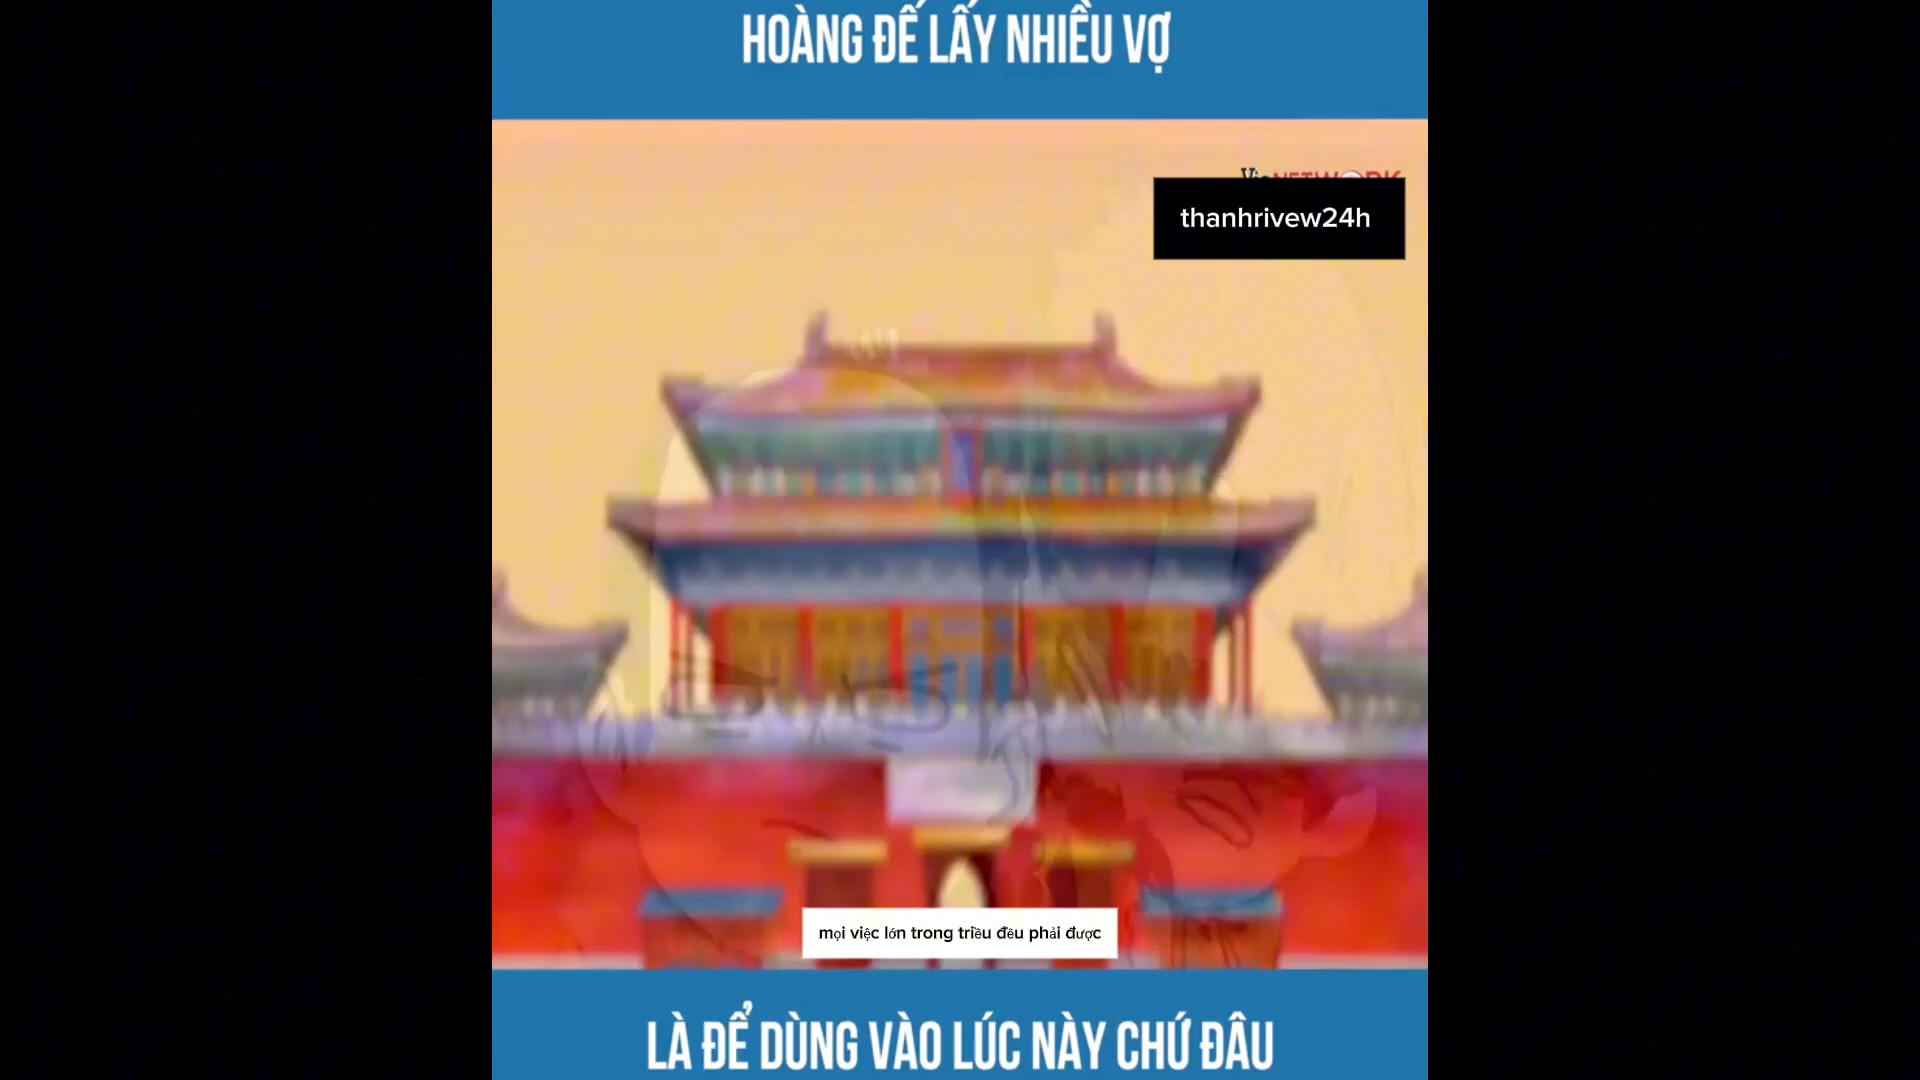 HOÀNG ĐẾ LẤY NHIỀU VỢ
thanhrivew24h
mọi việc lớn trong triều đều phải được
LÀ ĐỂ DÙNG VÀO LÚC NÀY CHỨ ĐÂU